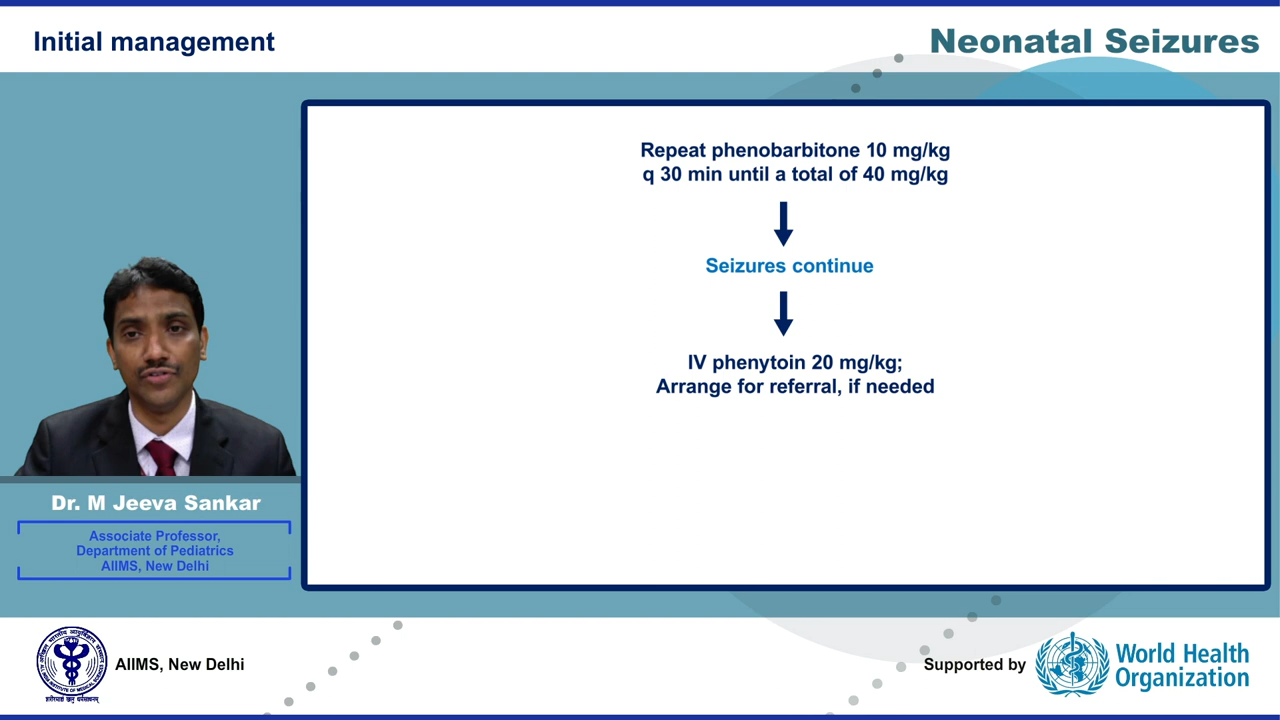 Initial management
Neonatal Seizures
Repeat phenobarbitone 10 mg/kg
q 30 min until a total of 40 mg/kg
Seizures continue
IV phenytoin 20 mg/kg;
Arrange for referral, if needed
Dr. M Jeeva Sankar
Associate Professor,
Department of Pediatrics
AIIMS, New Delhi
AIIMS, New Delhi
Supported by
World Health
Organization